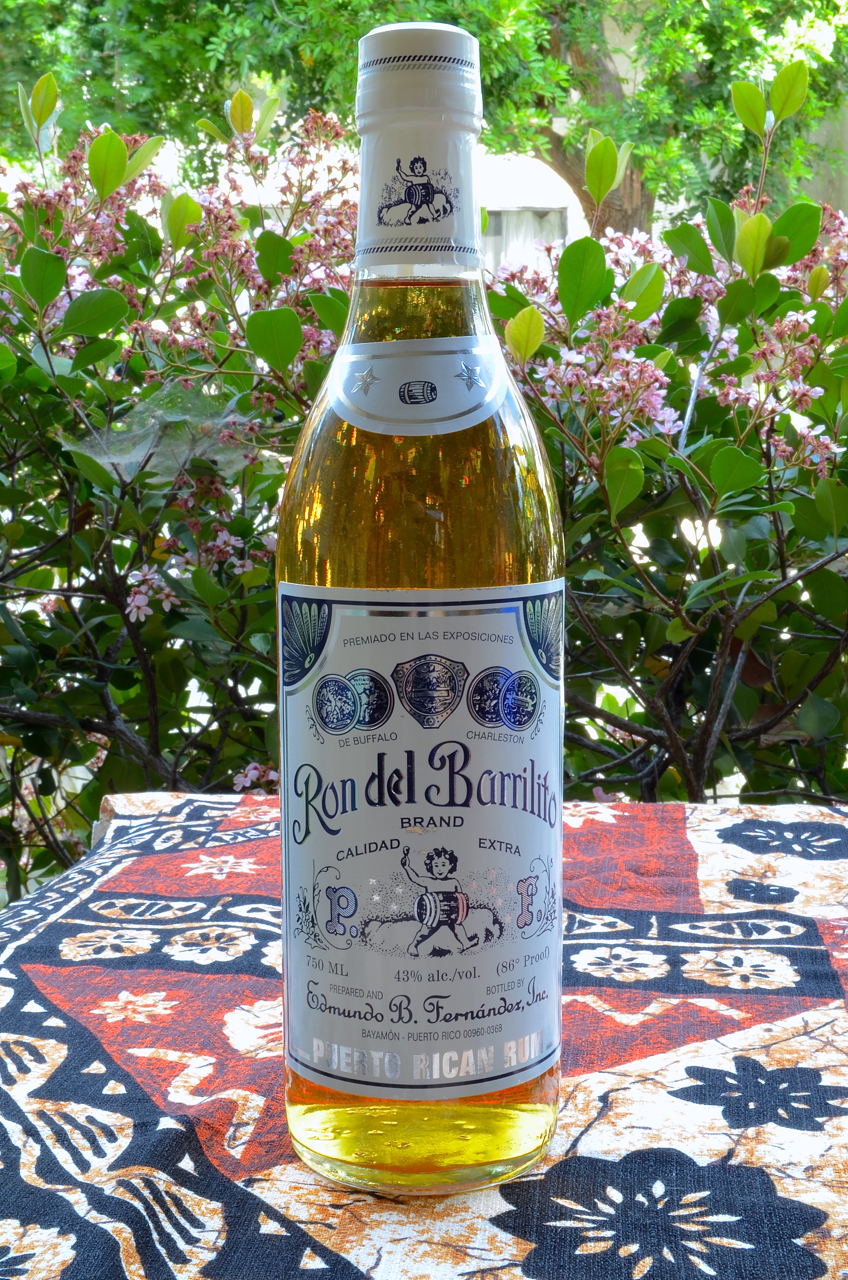 PREMIADO EN LAS EXPOSICIONES
DE BUFFALO CHARLESTON
Ron del Barrilito
BRAND
CALIDAD EXTRA
P. F.
750 ML 43% alc./vol. (86° Proof)
PREPARED AND BOTTLED BY
Edmundo B. Fernández, Inc.
BAYAMÓN - PUERTO RICO 00960-0368
PUERTO RICAN RUM